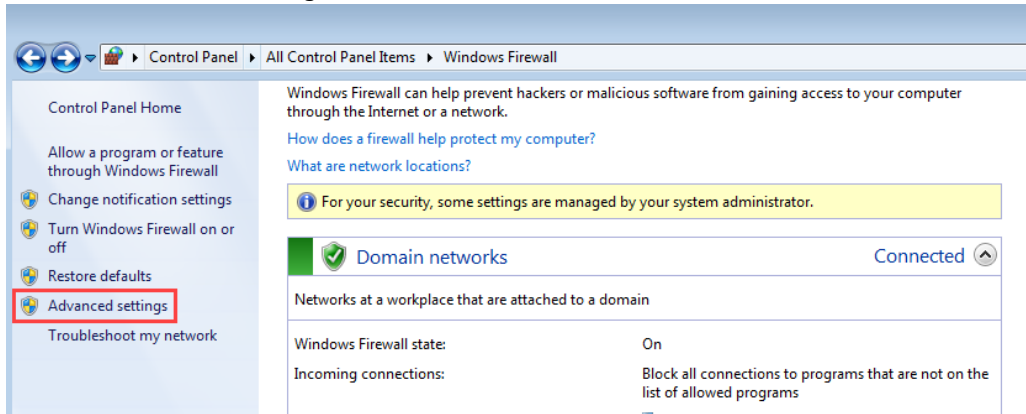 Control Panel ▸ All Control Panel Items ▸ Windows Firewall
Control Panel Home
Allow a program or feature
through Windows Firewall
Change notification settings
Turn Windows Firewall on or
off
Restore defaults
Advanced settings
Troubleshoot my network
Windows Firewall can help prevent hackers or malicious software from gaining access to your computer
through the Internet or a network.
How does a firewall help protect my computer?
What are network locations?
For your security, some settings are managed by your system administrator.
Domain networks Connected
Networks at a workplace that are attached to a domain
Windows Firewall state: On
Incoming connections: Block all connections to programs that are not on the
list of allowed programs